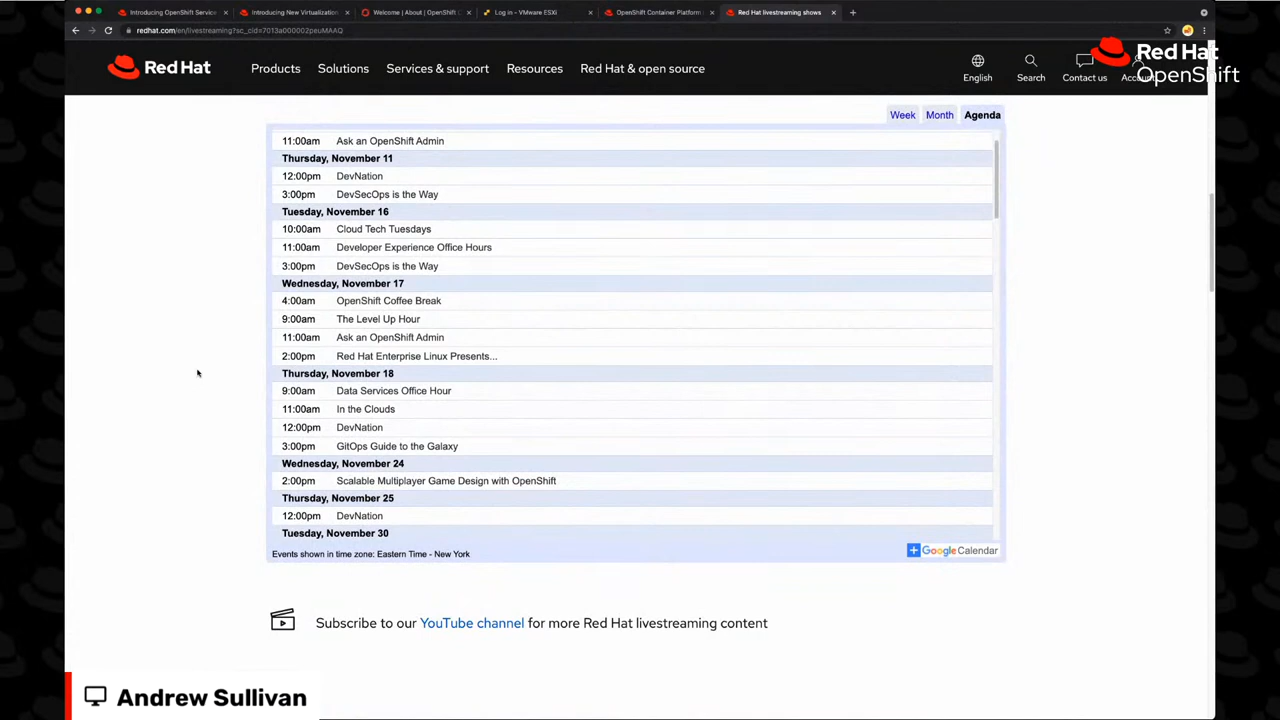 Introducing OpenShift Service
Introducing New Virtualization
Welcome | About | OpenShift C
Log in - VMware ESXi
OpenShift Container Platform
Red Hat livestreaming shows
redhat.com/en/livestreaming?sc_cid=7013a000002peuMAAQ
Red Hat
Products
Solutions
Services & support
Resources
Red Hat & open source
English
Search
Contact us
Red Hat
OpenShift
Week
Month
Agenda
11:00am Ask an OpenShift Admin
Thursday, November 11
12:00pm DevNation
3:00pm DevSecOps is the Way
Tuesday, November 16
10:00am Cloud Tech Tuesdays
11:00am Developer Experience Office Hours
3:00pm DevSecOps is the Way
Wednesday, November 17
4:00am OpenShift Coffee Break
9:00am The Level Up Hour
11:00am Ask an OpenShift Admin
2:00pm Red Hat Enterprise Linux Presents...
Thursday, November 18
9:00am Data Services Office Hour
11:00am In the Clouds
12:00pm DevNation
3:00pm GitOps Guide to the Galaxy
Wednesday, November 24
2:00pm Scalable Multiplayer Game Design with OpenShift
Thursday, November 25
12:00pm DevNation
Tuesday, November 30
Events shown in time zone: Eastern Time - New York
Google Calendar
Subscribe to our YouTube channel for more Red Hat livestreaming content
Andrew Sullivan